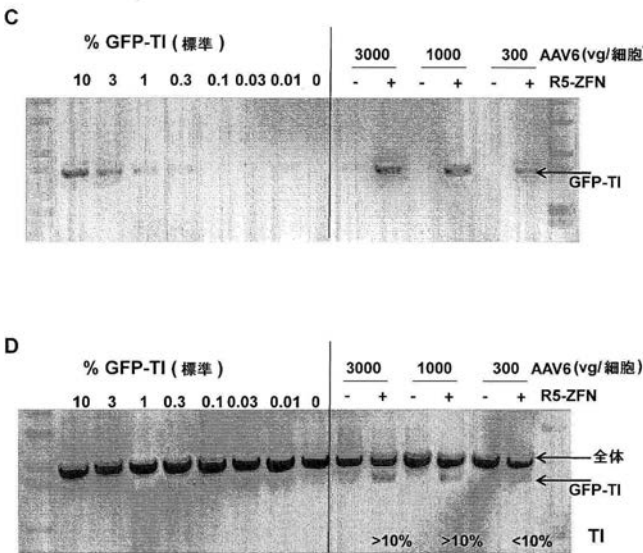 C
% GFP-TI (標準)
3000 1000 300 AAV6 (vg/細胞)
10 3 1 0.3 0.1 0.03 0.01 0 - + - + - + R5-ZFN
GFP-TI
D
% GFP-TI (標準)
3000 1000 300 AAV6 (vg/細胞)
10 3 1 0.3 0.1 0.03 0.01 0 - + - + - + R5-ZFN
全体
GFP-TI
>10% >10% <10% TI